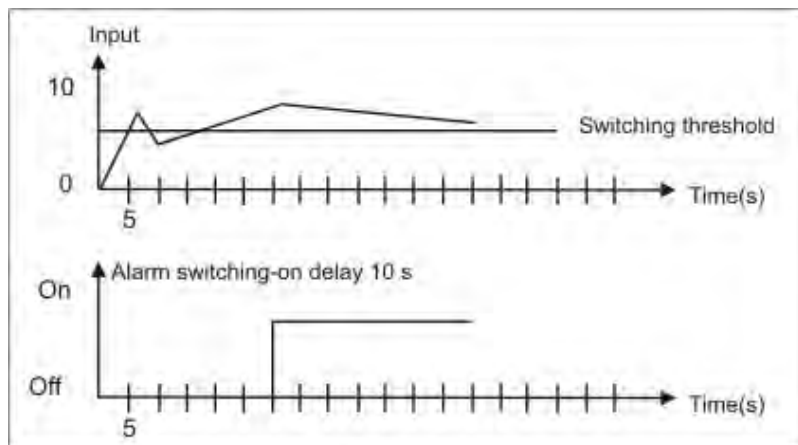 Input
10
Switching threshold
0
Time(s)
5
Alarm switching-on delay 10 s
On
Off
Time(s)
5